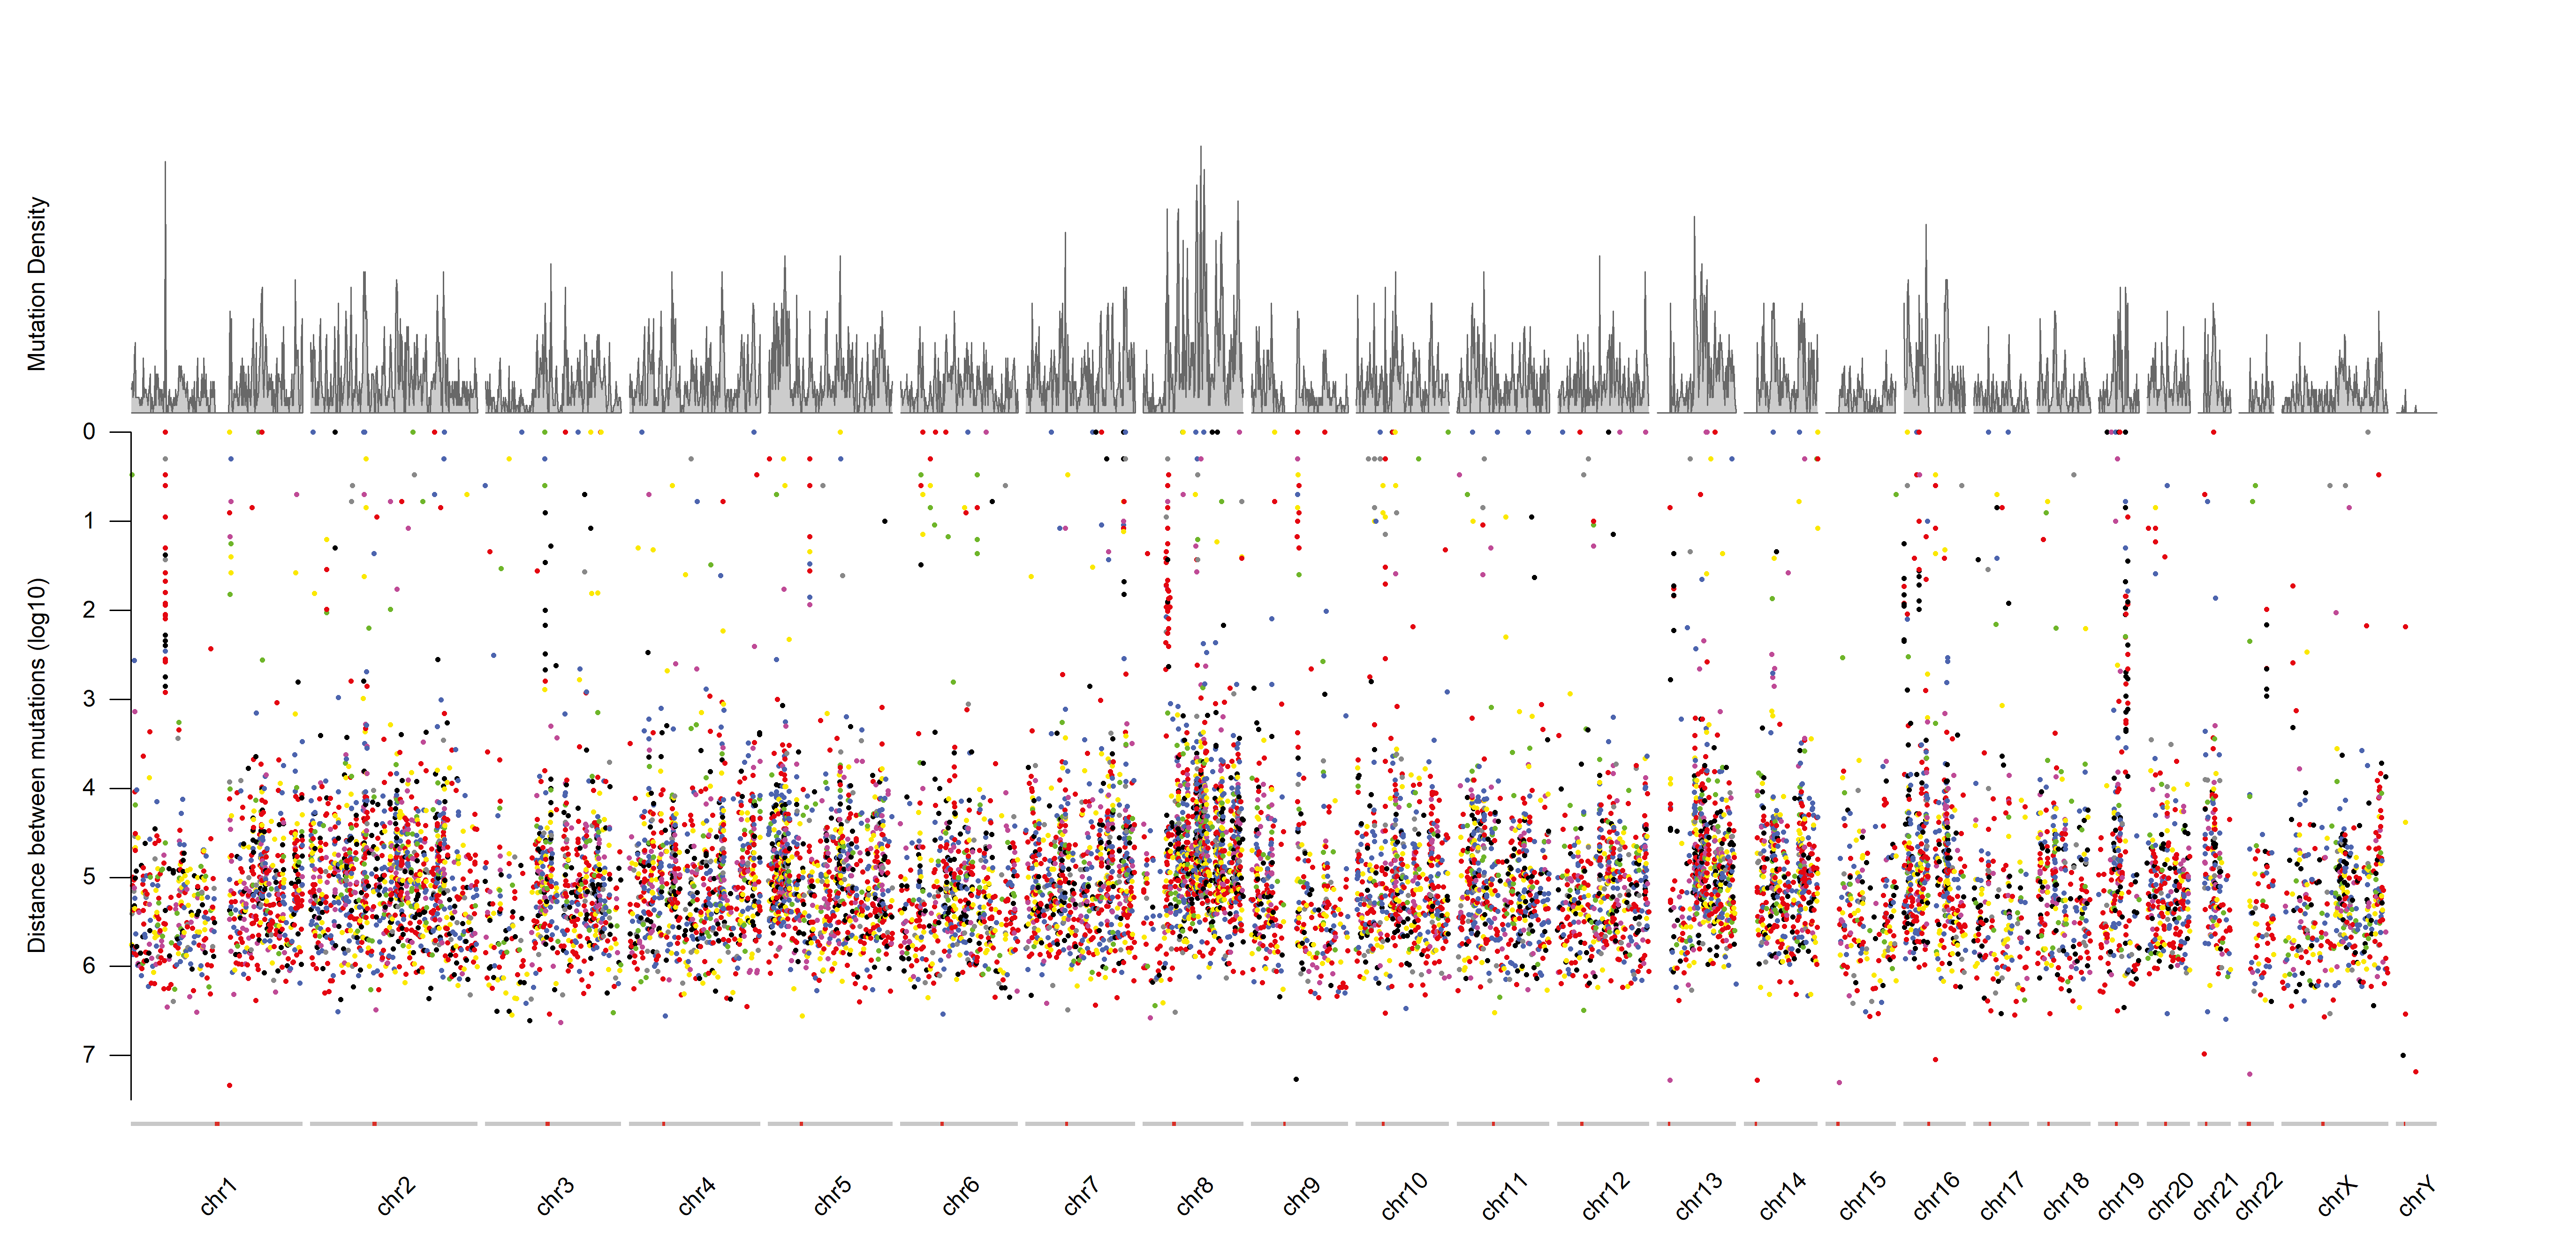 Mutation Density
Distance between mutations (log10)
0
1
2
3
4
5
6
7
chr1
chr2
chr3
chr4
chr5
chr6
chr7
chr8
chr9
chr10
chr11
chr12
chr13
chr14
chr15
chr16
chr17
chr18
chr19
chr20
chr21
chr22
chrX
chrY